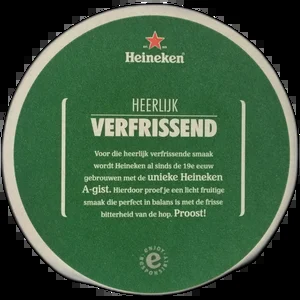 Heineken
HEERLIJK
VERFRISSEND
Voor die heerlijk verfrissende smaak
wordt Heineken al sinds de 19e eeuw
gebrouwen met de unieke Heineken
A-gist. Hierdoor proef je een licht fruitige
smaak die perfect in balans is met de frisse
bitterheid van de hop. Proost!
ENJOY
e
RESPONSIBLY